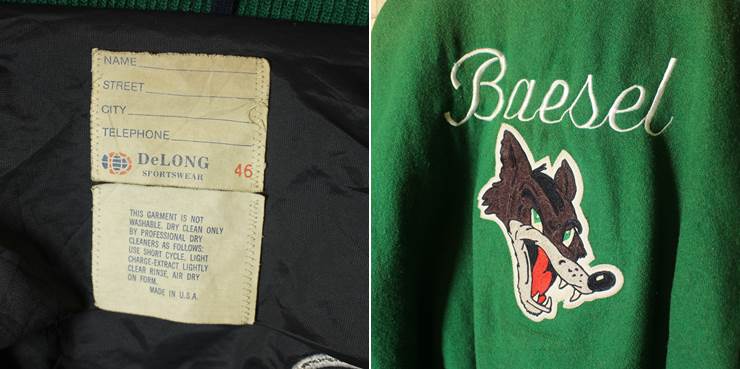 NAME
STREET
CITY
TELEPHONE
DeLONG
SPORTSWEAR
46
THIS GARMENT IS NOT
WASHABLE. DRY CLEAN ONLY
BY PROFESSIONAL DRY
CLEANERS AS FOLLOWS:
USE SHORT CYCLE, LIGHT
CHARGE-EXTRACT LIGHTLY
CLEAR RINSE, AIR DRY
ON FORM.
MADE IN U.S.A.
Baesel